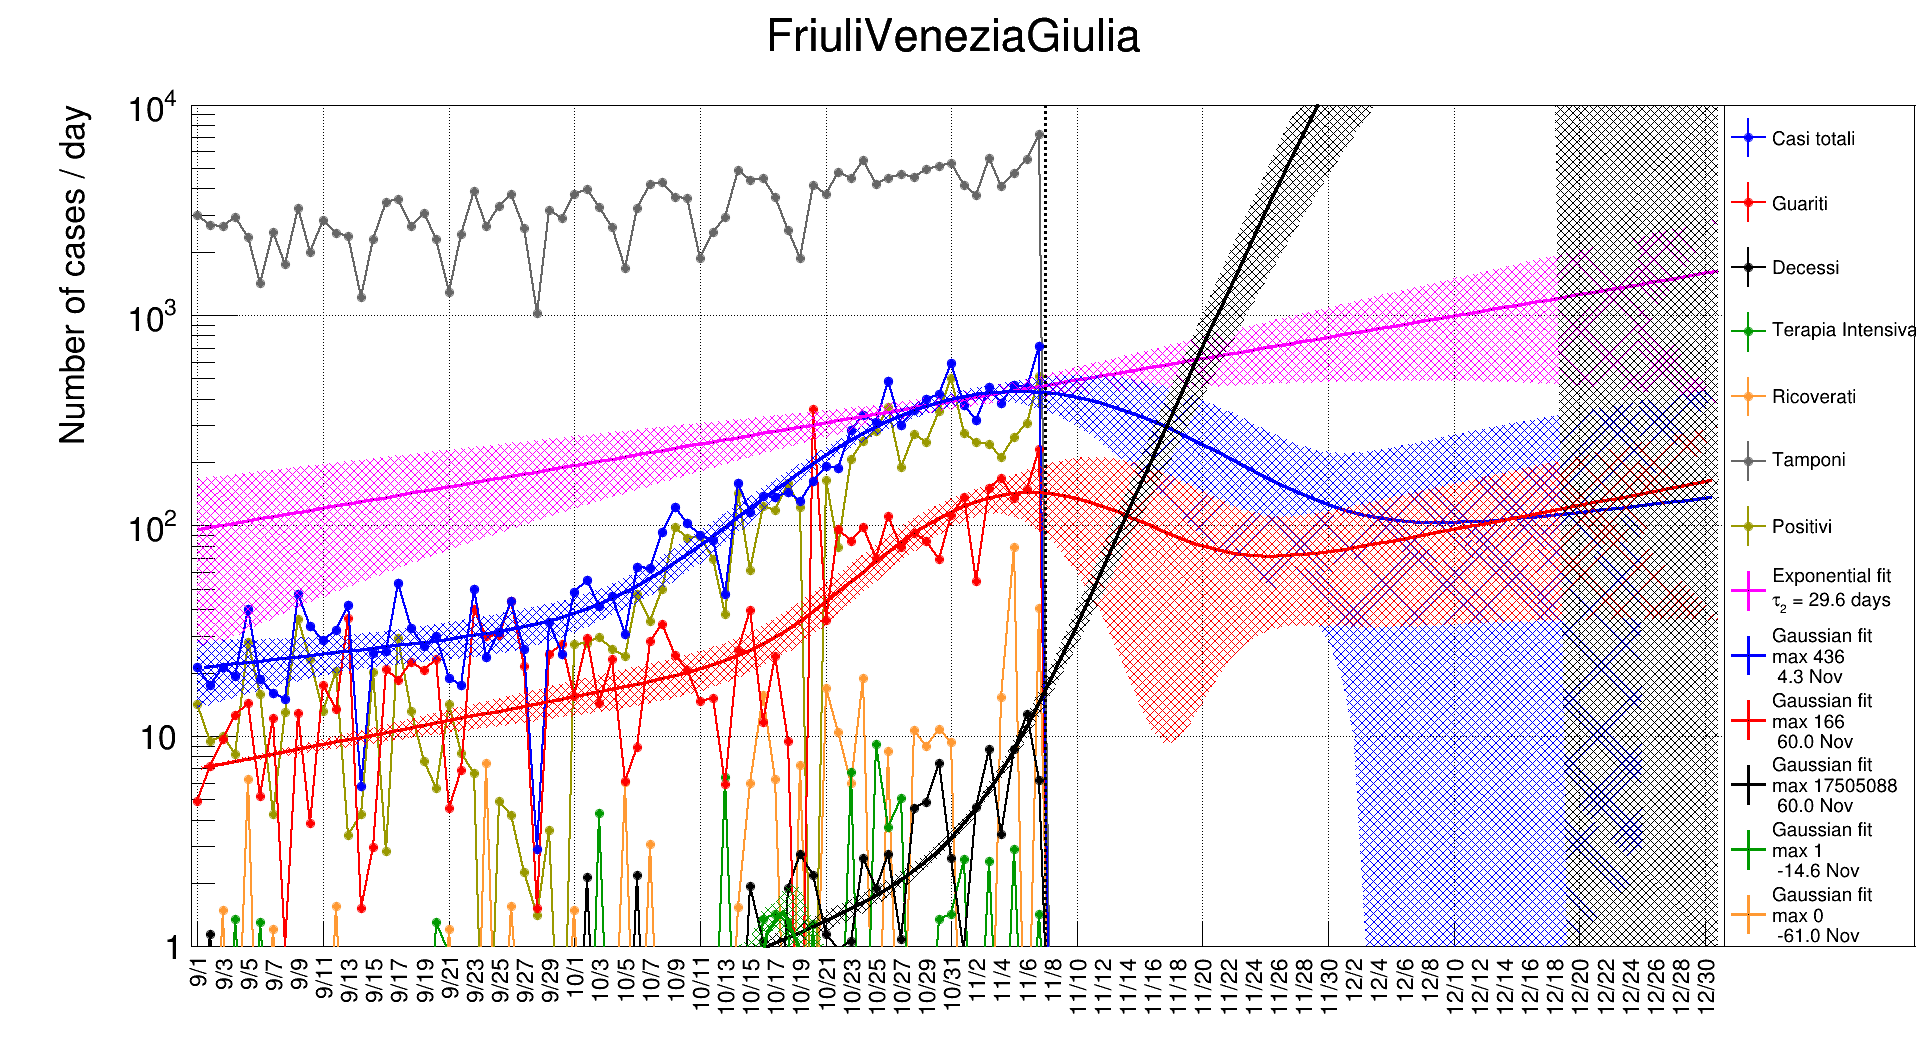 FriuliVeneziaGiulia
Number of cases / day
10^4
10^3
10^2
10
1
9/1
9/3
9/5
9/7
9/9
9/11
9/13
9/15
9/17
9/19
9/21
9/23
9/25
9/27
9/29
10/1
10/3
10/5
10/7
10/9
10/11
10/13
10/15
10/17
10/19
10/21
10/23
10/25
10/27
10/29
10/31
11/2
11/4
11/6
11/8
11/10
11/12
11/14
11/16
11/18
11/20
11/22
11/24
11/26
11/28
11/30
12/2
12/4
12/6
12/8
12/10
12/12
12/14
12/16
12/18
12/20
12/22
12/24
12/26
12/28
12/30
Casi totali
Guariti
Decessi
Terapia Intensiva
Ricoverati
Tamponi
Positivi
Exponential fit
τ2 = 29.6 days
Gaussian fit
max 436
4.3 Nov
Gaussian fit
max 166
60.0 Nov
Gaussian fit
max 17505088
60.0 Nov
Gaussian fit
max 1
-14.6 Nov
Gaussian fit
max 0
-61.0 Nov